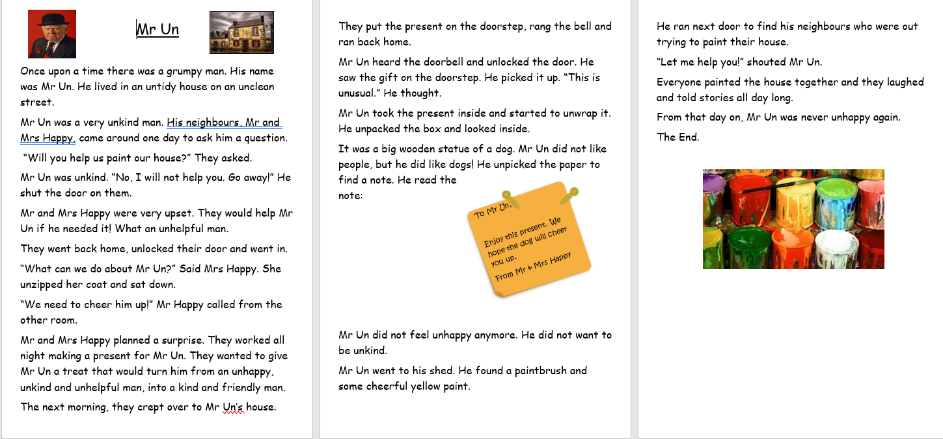 Mr Un
Once upon a time there was a grumpy man. His name
was Mr Un. He lived in an untidy house on an unclean
street.
Mr Un was a very unkind man. His neighbours, Mr and
Mrs Happy, came around one day to ask him a question.
“Will you help us paint our house?” They asked.
Mr Un was unkind. “No, I will not help you. Go away!” He
shut the door on them.
Mr and Mrs Happy were very upset. They would help Mr
Un if he needed it! What an unhelpful man.
They went back home, unlocked their door and went in.
“What can we do about Mr Un?” Said Mrs Happy. She
unzipped her coat and sat down.
“We need to cheer him up!” Mr Happy called from the
other room.
Mr and Mrs Happy planned a surprise. They worked all
night making a present for Mr Un. They wanted to give
Mr Un a treat that would turn him from an unhappy,
unkind and unhelpful man, into a kind and friendly man.
The next morning, they crept over to Mr Un’s house.
They put the present on the doorstep, rang the bell and
ran back home.
Mr Un heard the doorbell and unlocked the door. He
saw the gift on the doorstep. He picked it up. “This is
unusual.” He thought.
Mr Un took the present inside and started to unwrap it.
He unpacked the box and looked inside.
It was a big wooden statue of a dog. Mr Un did not like
people, but he did like dogs! He unpicked the paper to
find a note. He read the
note:
To Mr Un,
Enjoy this present. We
hope the dog will cheer
you up.
From Mr + Mrs Happy
Mr Un did not feel unhappy anymore. He did not want to
be unkind.
Mr Un went to his shed. He found a paintbrush and
some cheerful yellow paint.
He ran next door to find his neighbours who were out
trying to paint their house.
“Let me help you!” shouted Mr Un.
Everyone painted the house together and they laughed
and told stories all day long.
From that day on, Mr Un was never unhappy again.
The End.